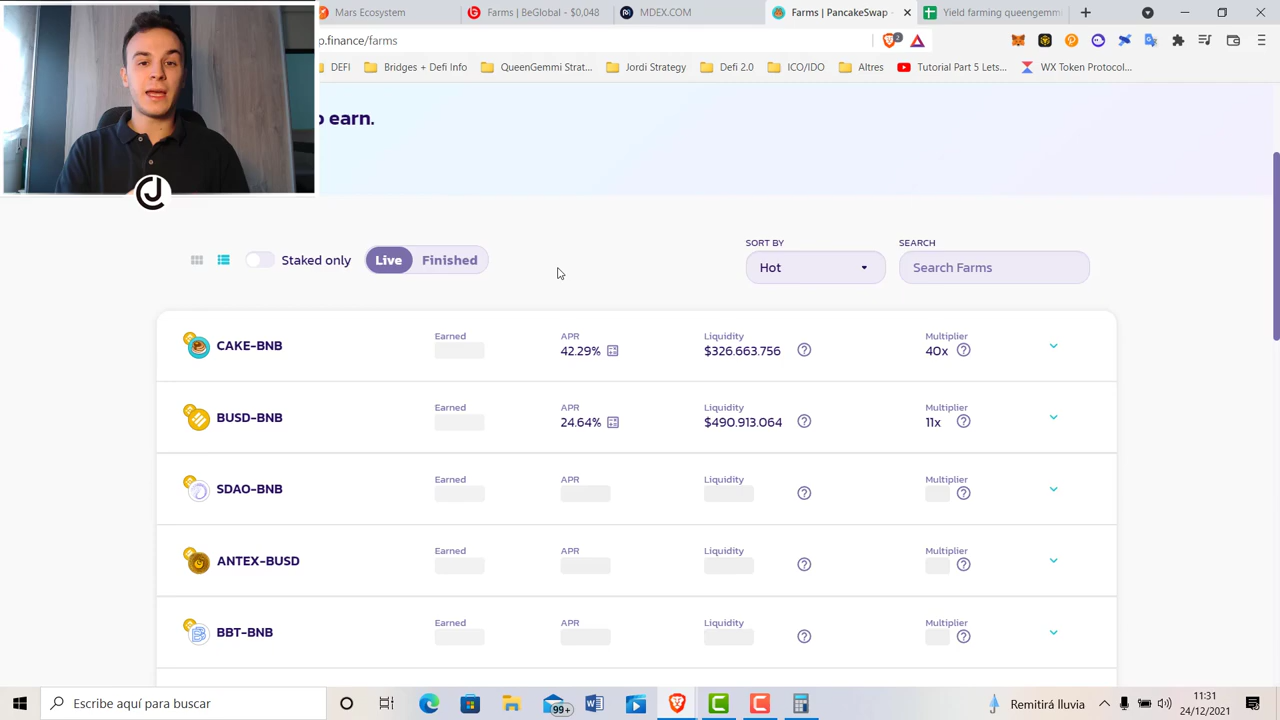 Mars Ecosystem
Farms | BeGlobal - $0,048
MDEX.COM
Farms | PancakeSwap -
Yield farming queengemmi
p.finance/farms
2
DEFI
Bridges + Defi Info
QueenGemmi Stra...
Jordi Strategy
Defi 2.0
ICO/IDO
Altres
Tutorial Part 5 Lets...
WX Token Protocol...
o earn.
Staked only
Live
Finished
SORT BY
Hot
SEARCH
Search Farms
CAKE-BNB
Earned
APR
42.29%
Liquidity
$326.663.756
Multiplier
40x
BUSD-BNB
Earned
APR
24.64%
Liquidity
$490.913.064
Multiplier
11x
SDAO-BNB
Earned
APR
Liquidity
Multiplier
ANTEX-BUSD
Earned
APR
Liquidity
Multiplier
BBT-BNB
Earned
APR
Liquidity
Multiplier
Escribe aquí para buscar
99+
Remitirá lluvia
11:31
24/12/2021